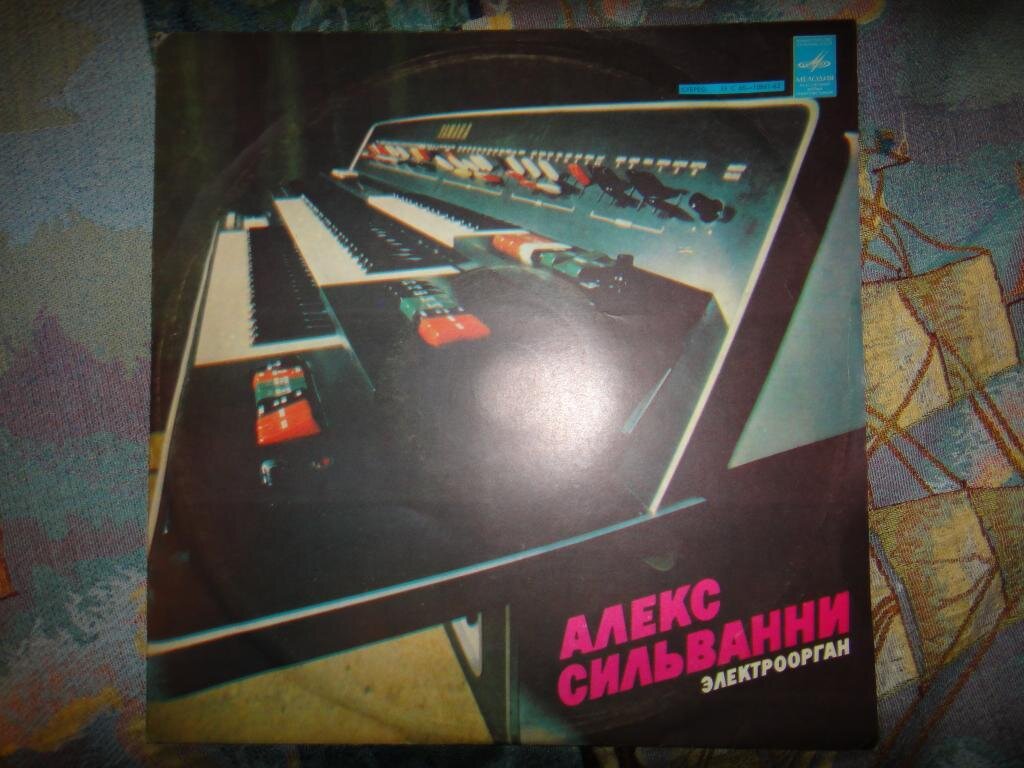 МЕЛОДИЯ
СТЕРЕО
YAMAHA
АЛЕКС
СИЛЬВАННИ
ЭЛЕКТРООРГАН